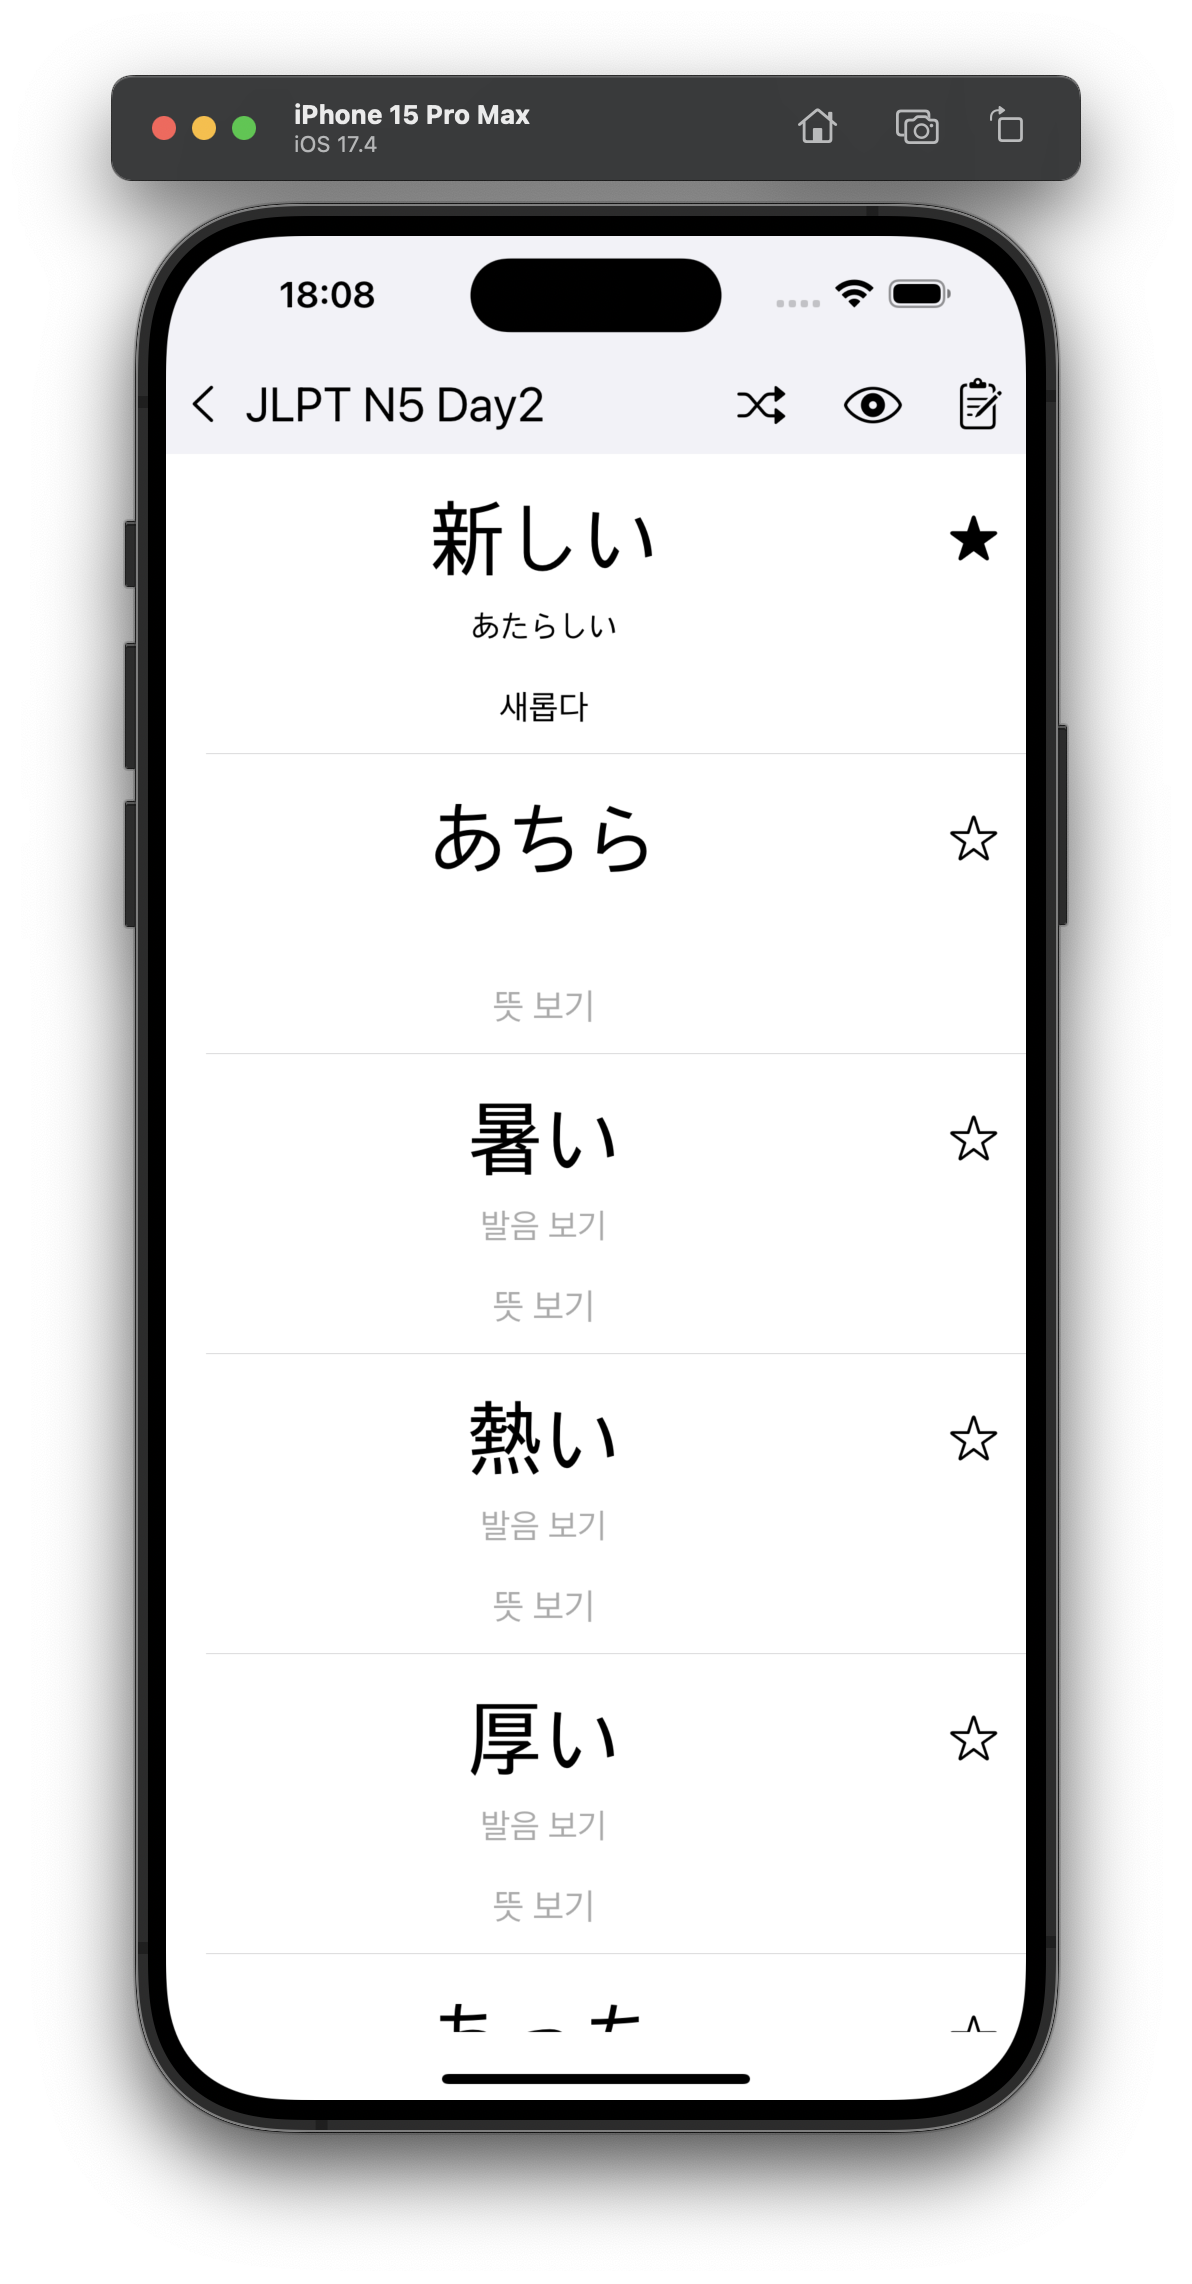 iPhone 15 Pro Max
iOS 17.4
18:08
JLPT N5 Day2
新しい
あたらしい
새롭다
あちら
뜻 보기
暑い
발음 보기
뜻 보기
熱い
발음 보기
뜻 보기
厚い
발음 보기
뜻 보기